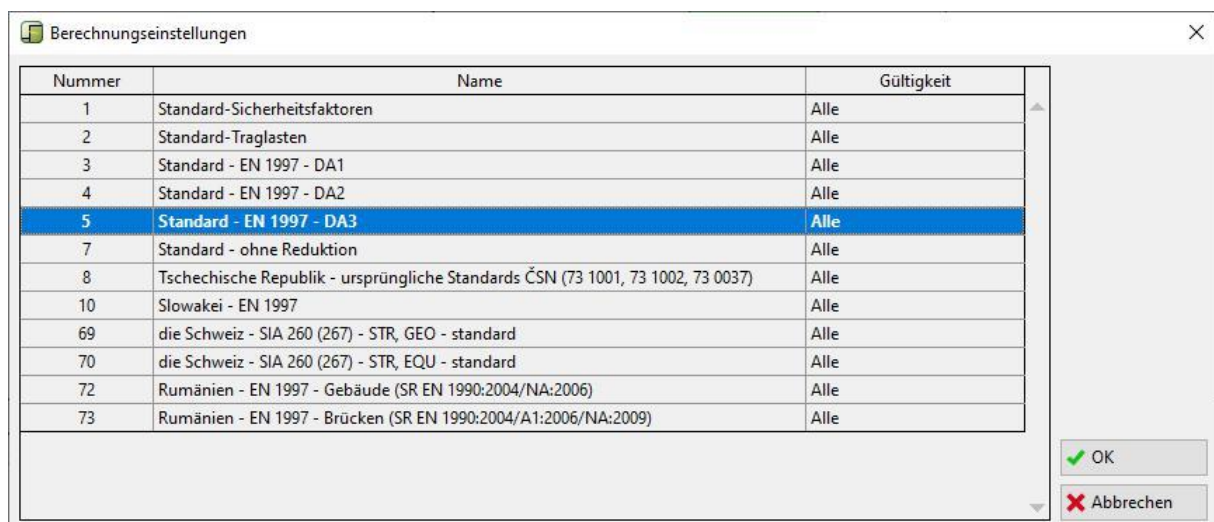 Berechnungseinstellungen
Nummer Name Gültigkeit
1 Standard-Sicherheitsfaktoren Alle
2 Standard-Traglasten Alle
3 Standard - EN 1997 - DA1 Alle
4 Standard - EN 1997 - DA2 Alle
5 Standard - EN 1997 - DA3 Alle
7 Standard - ohne Reduktion Alle
8 Tschechische Republik - ursprüngliche Standards ČSN (73 1001, 73 1002, 73 0037) Alle
10 Slowakei - EN 1997 Alle
69 die Schweiz - SIA 260 (267) - STR, GEO - standard Alle
70 die Schweiz - SIA 260 (267) - STR, EQU - standard Alle
72 Rumänien - EN 1997 - Gebäude (SR EN 1990:2004/NA:2006) Alle
73 Rumänien - EN 1997 - Brücken (SR EN 1990:2004/A1:2006/NA:2009) Alle
OK
Abbrechen